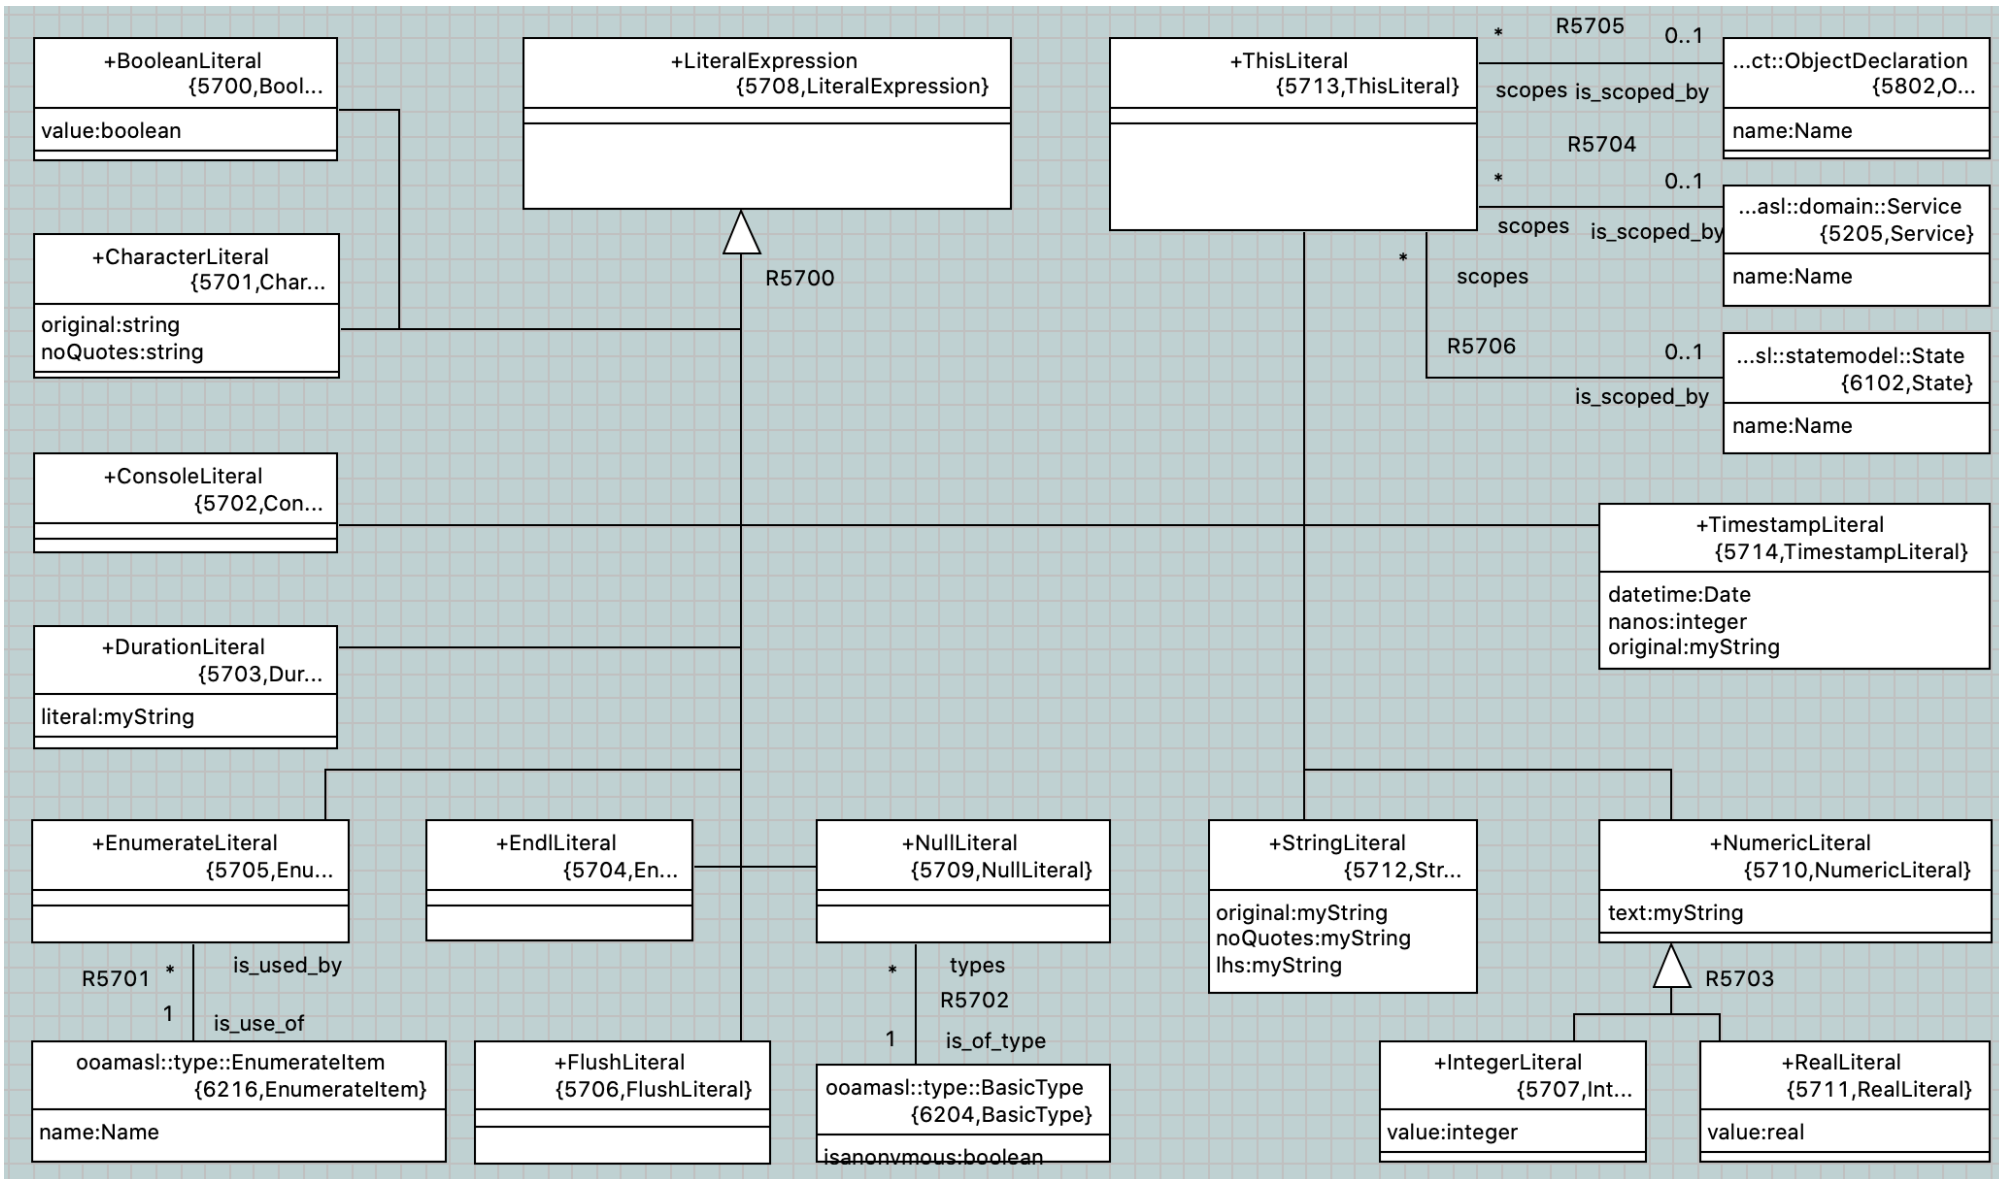 +BooleanLiteral
{5700,Bool...
value:boolean
+LiteralExpression
{5708,LiteralExpression}
+ThisLiteral
{5713,ThisLiteral}
*
R5705
0..1
scopes is_scoped_by
...ct::ObjectDeclaration
{5802,O...
name:Name
R5704
*
0..1
scopes
is_scoped_by
...asl::domain::Service
{5205,Service}
name:Name
+CharacterLiteral
{5701,Char...
original:string
noQuotes:string
R5700
*
scopes
R5706
0..1
is_scoped_by
...sl::statemodel::State
{6102,State}
name:Name
+ConsoleLiteral
{5702,Con...
+TimestampLiteral
{5714,TimestampLiteral}
datetime:Date
nanos:integer
original:myString
+DurationLiteral
{5703,Dur...
literal:myString
+EnumerateLiteral
{5705,Enu...
+EndlLiteral
{5704,En...
+NullLiteral
{5709,NullLiteral}
+StringLiteral
{5712,Str...
original:myString
noQuotes:myString
lhs:myString
+NumericLiteral
{5710,NumericLiteral}
text:myString
R5701
*
is_used_by
1
is_use_of
*
types
R5702
1
is_of_type
R5703
ooamasl::type::EnumerateItem
{6216,EnumerateItem}
name:Name
+FlushLiteral
{5706,FlushLiteral}
ooamasl::type::BasicType
{6204,BasicType}
isanonymous:boolean
+IntegerLiteral
{5707,Int...
value:integer
+RealLiteral
{5711,RealLiteral}
value:real